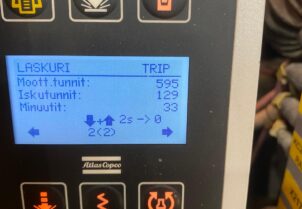 LASKURI TRIP
Moott.tunnit: 595
Iskutunnit: 129
Minuutit: 33
🡇+🡅 2s -> 0
🡄 2(2) 🡆
Atlas Copco